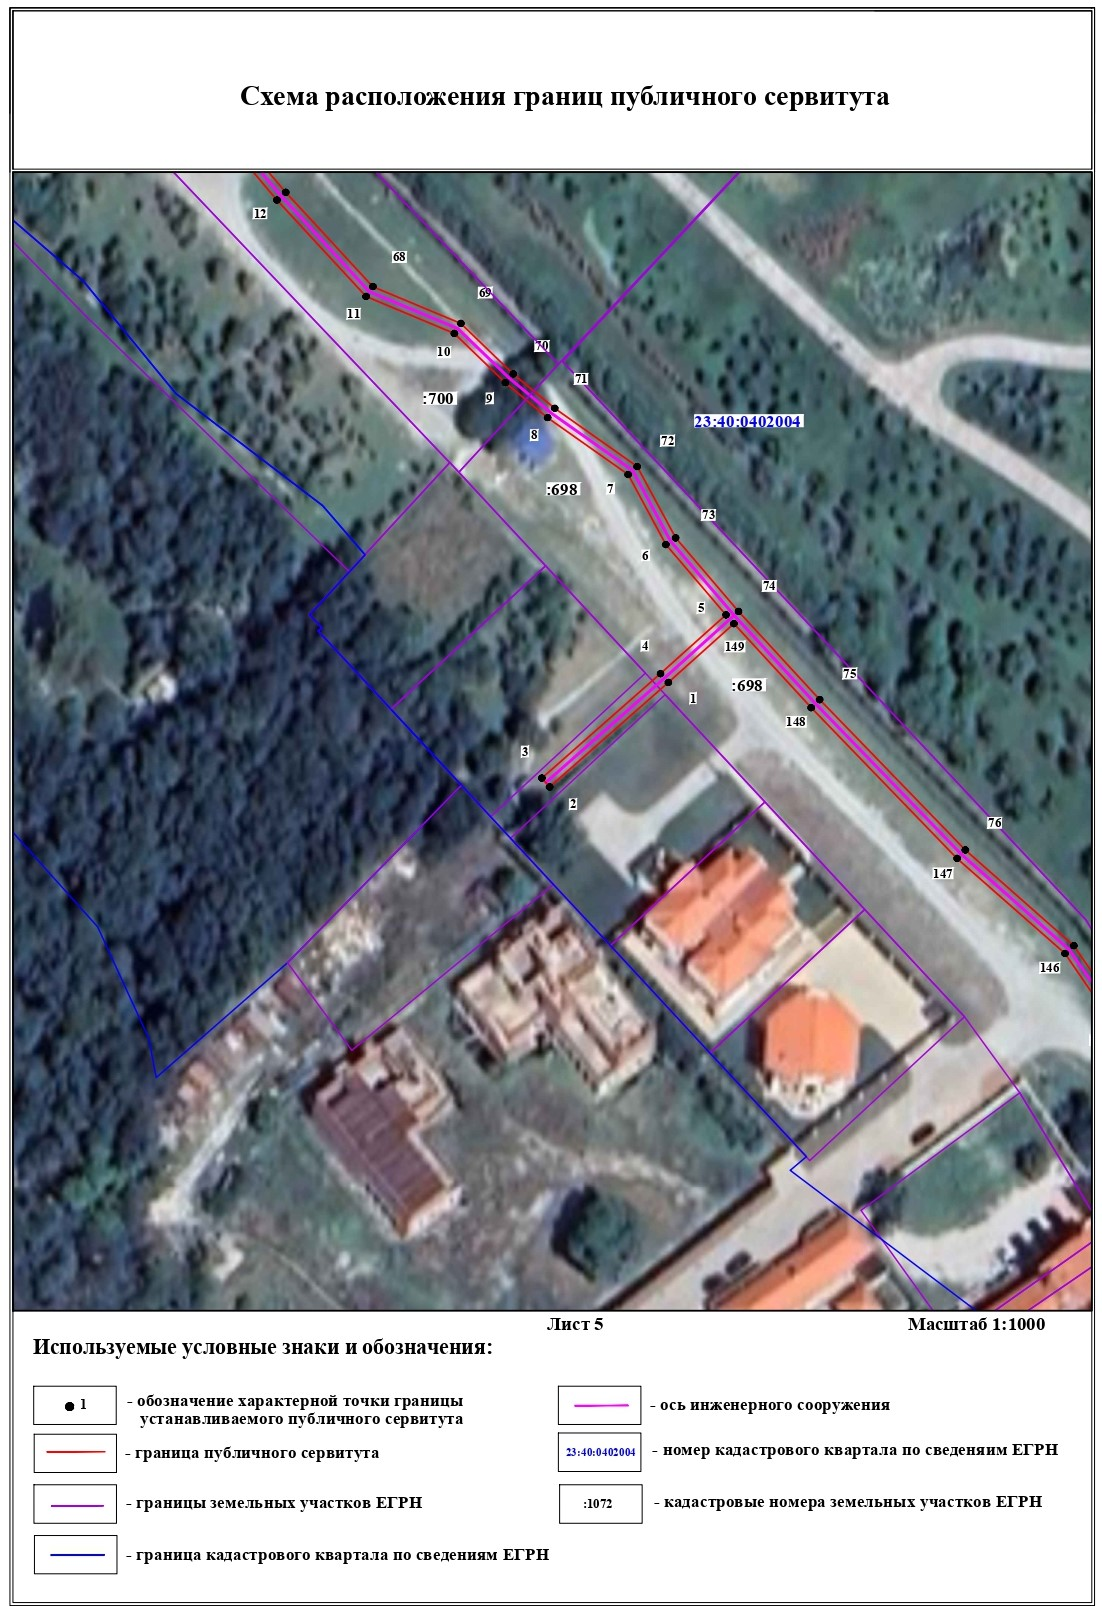 Схема расположения границ публичного сервитута
12
68
69
11
70
10
71
:700
9
23:40:0402004
8
72
7
:698
73
6
74
5
4
149
75
:698
1
148
3
2
76
147
146
Лист 5
Масштаб 1:1000
Используемые условные знаки и обозначения:
1
- обозначение характерной точки границы
устанавливаемого публичного сервитута
- граница публичного сервитута
- границы земельных участков ЕГРН
- граница кадастрового квартала по сведениям ЕГРН
- ось инженерного сооружения
23:40:0402004
- номер кадастрового квартала по сведеняим ЕГРН
:1072
- кадастровые номера земельных участков ЕГРН